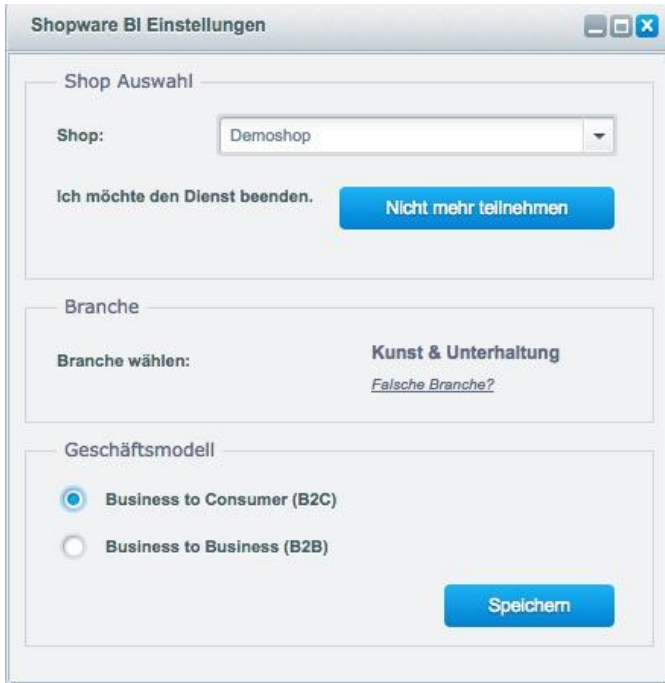 Shopware BI Einstellungen
Shop Auswahl
Shop: Demoshop
Ich möchte den Dienst beenden. Nicht mehr teilnehmen
Branche
Branche wählen: Kunst & Unterhaltung
Falsche Branche?
Geschäftsmodell
Business to Consumer (B2C)
Business to Business (B2B)
Speichern